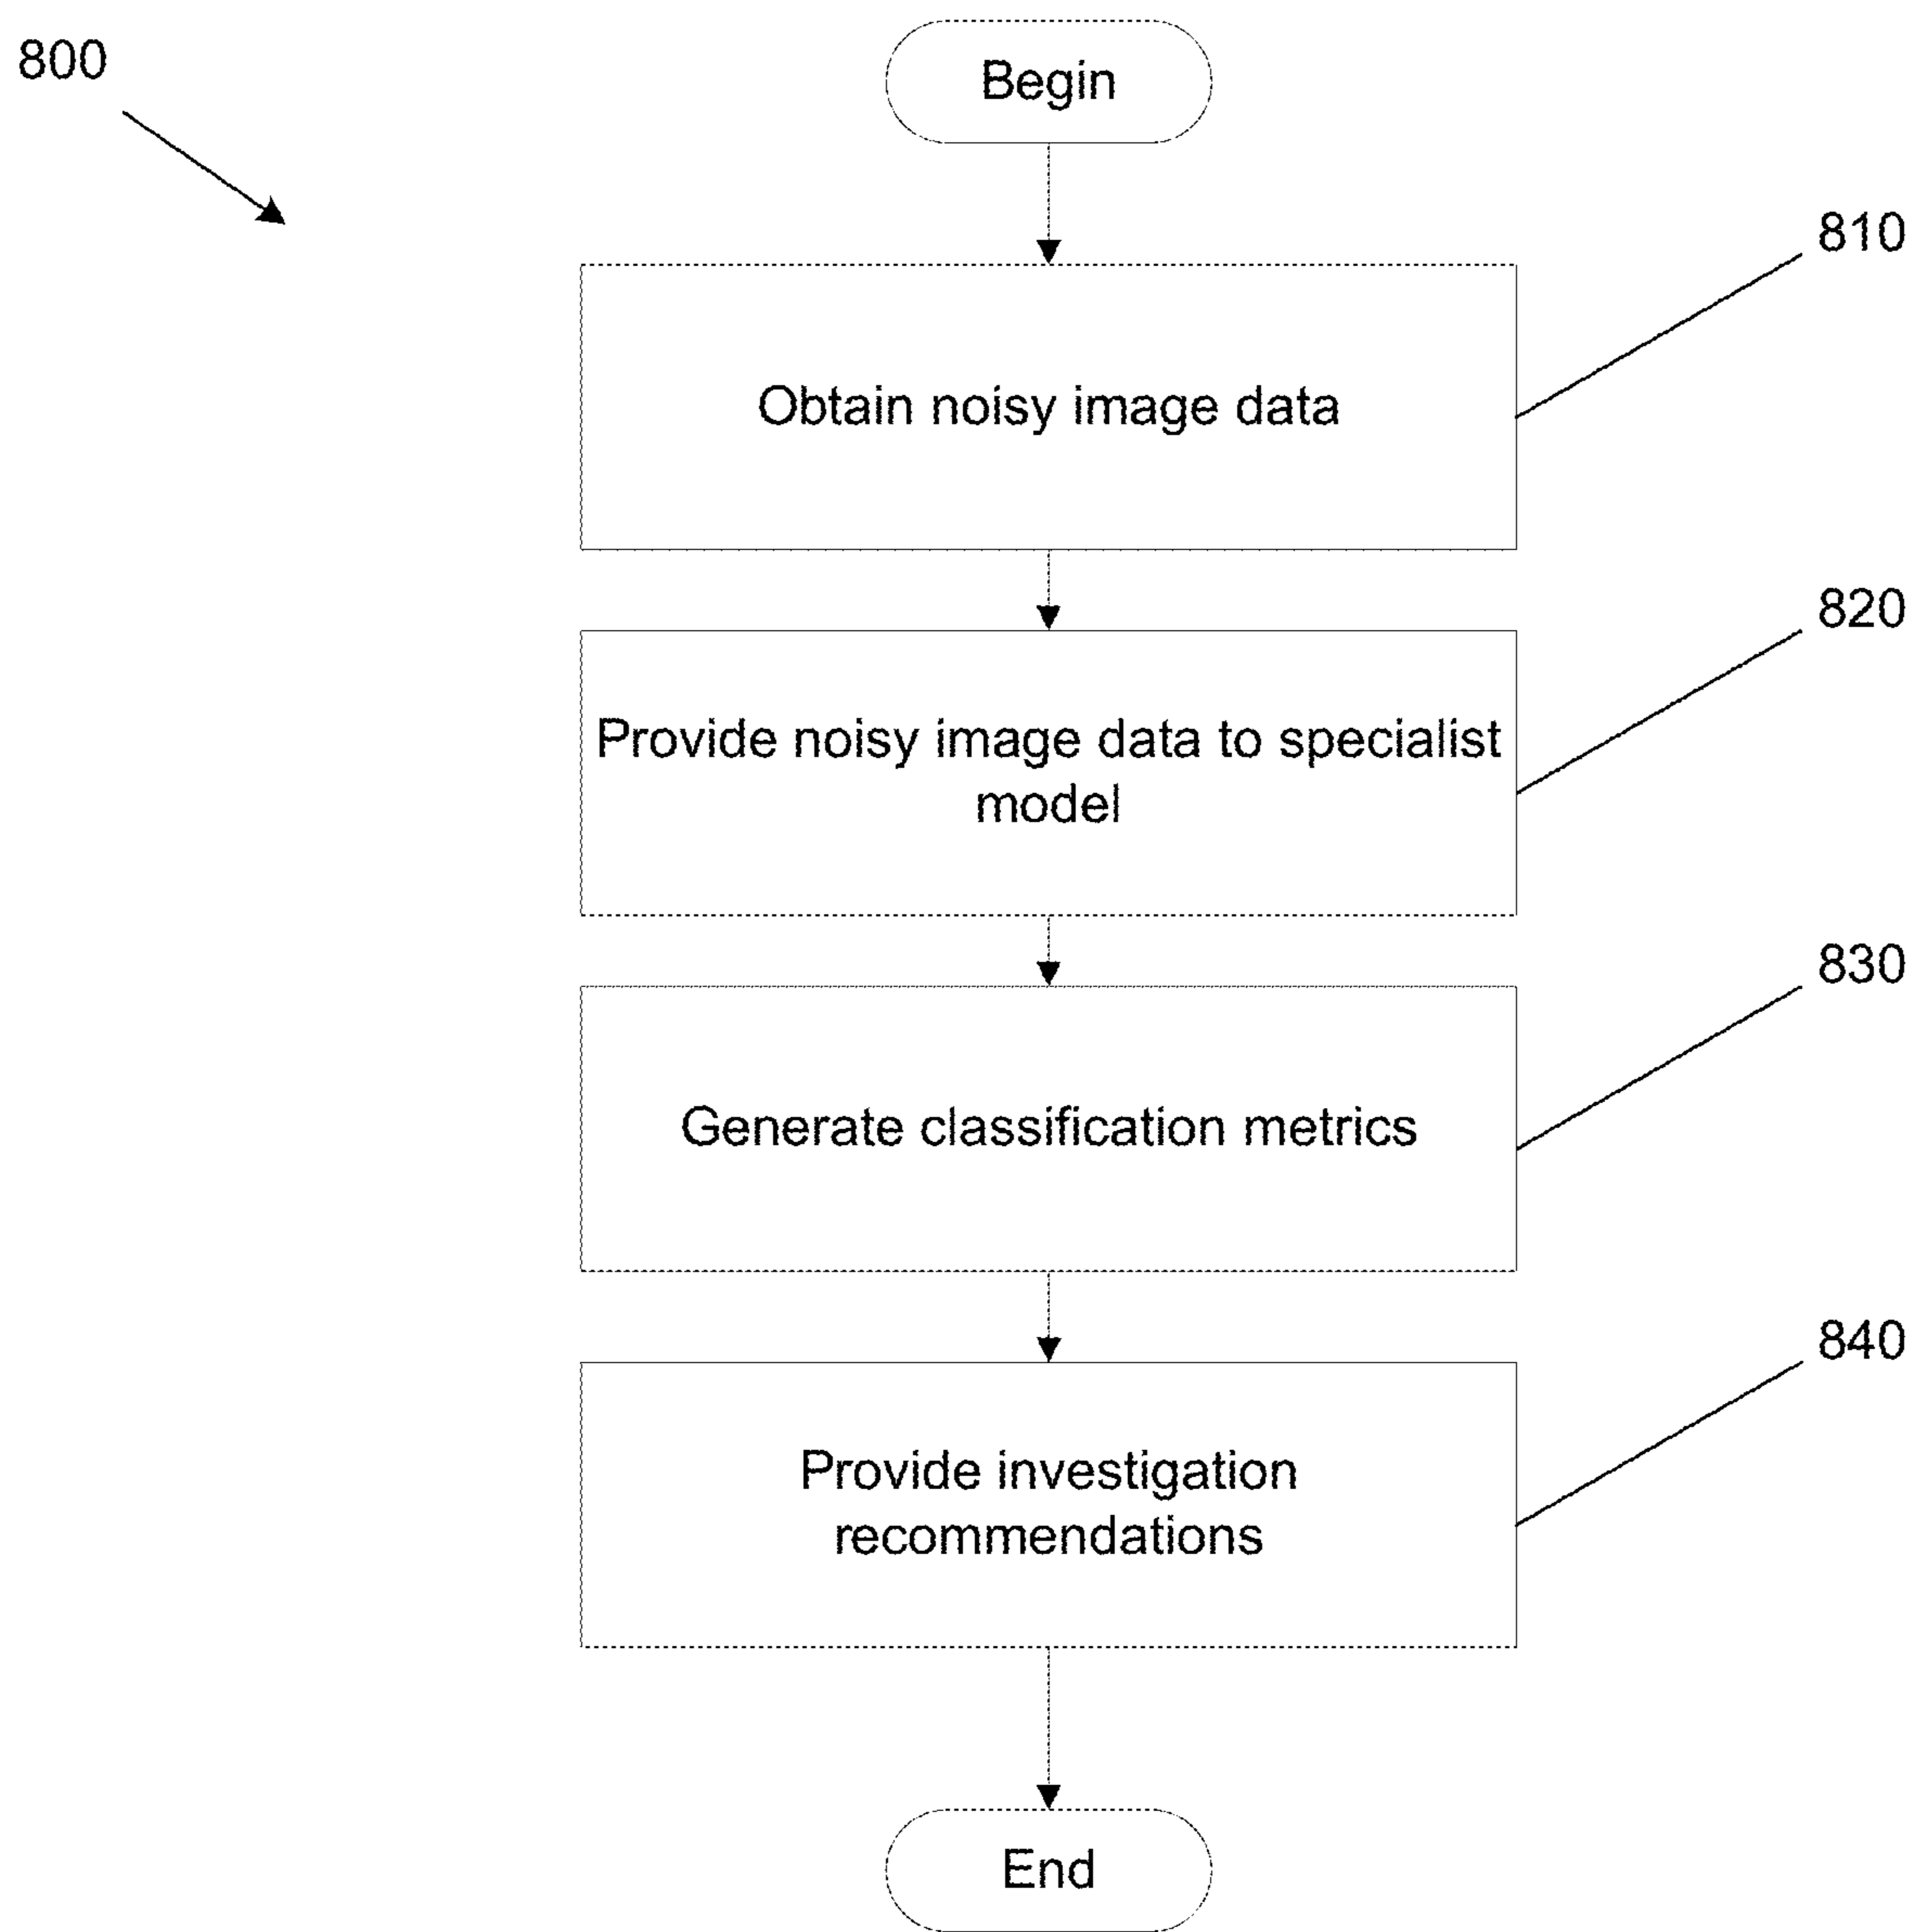 800
Begin
810
Obtain noisy image data
820
Provide noisy image data to specialist
model
830
Generate classification metrics
840
Provide investigation
recommendations
End